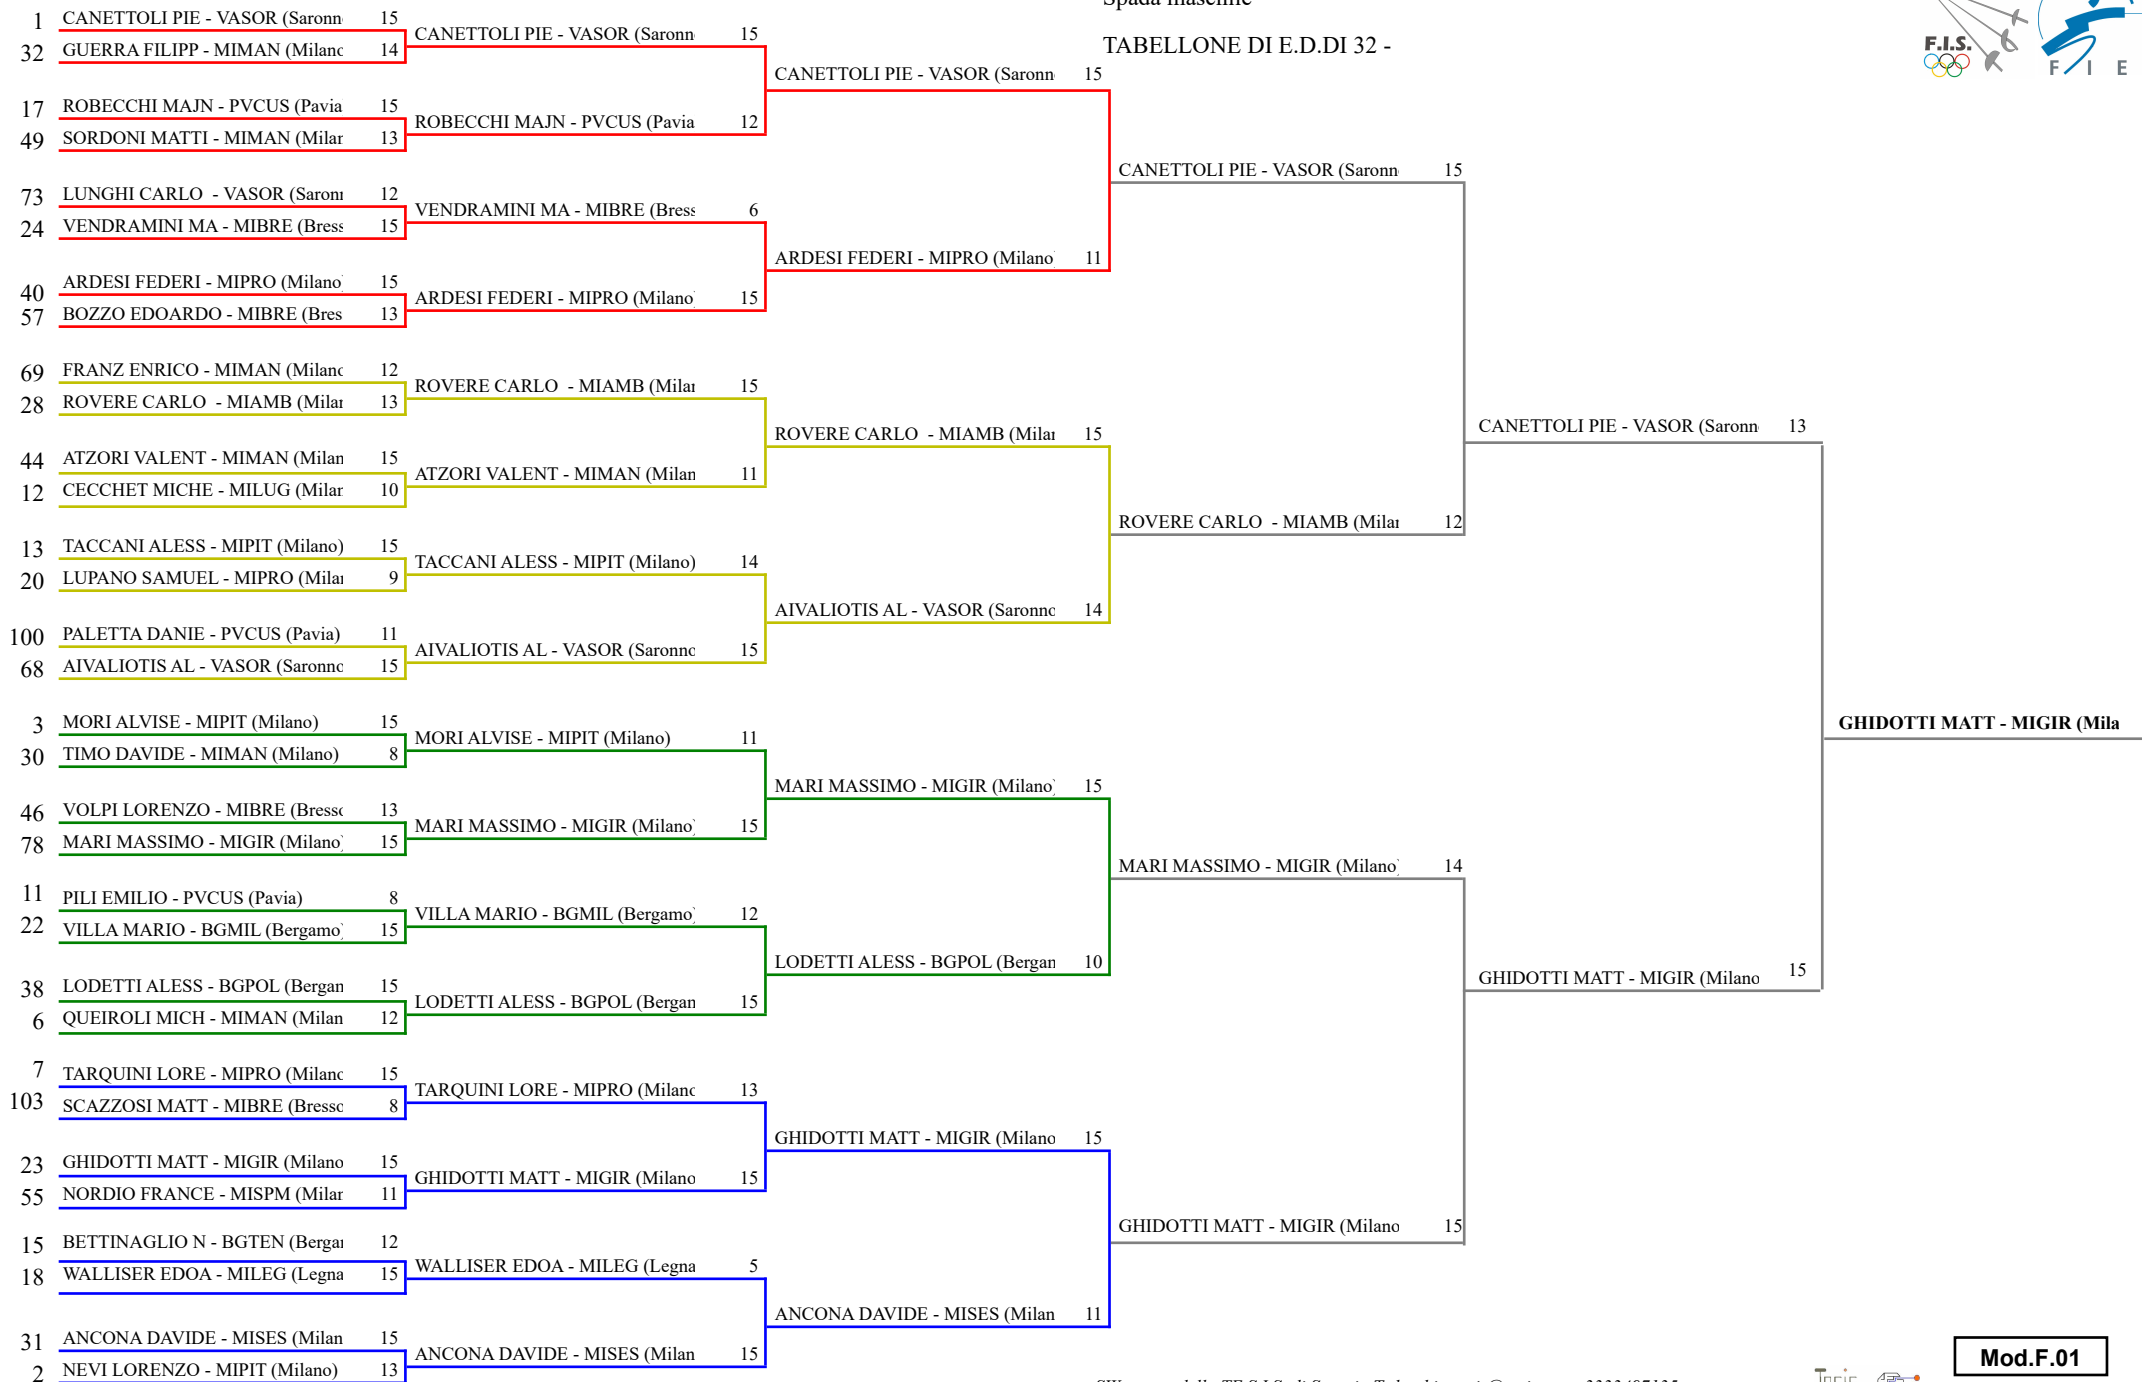 Spada maschile
TABELLONE DI E.D.DI 32 -
F.I.S.
F I E
1 CANETTOLI PIE - VASOR (Saronn 15
32 GUERRA FILIPP - MIMAN (Milanc 14
17 ROBECCHI MAJN - PVCUS (Pavia 15
49 SORDONI MATTI - MIMAN (Milar 13
73 LUNGHI CARLO - VASOR (Saronr 12
24 VENDRAMINI MA - MIBRE (Bress 15
40 ARDESI FEDERI - MIPRO (Milano) 15
57 BOZZO EDOARDO - MIBRE (Bres 13
69 FRANZ ENRICO - MIMAN (Milanc 12
28 ROVERE CARLO - MIAMB (Milar 13
44 ATZORI VALENT - MIMAN (Milan 15
12 CECCHET MICHE - MILUG (Milar 10
13 TACCANI ALESS - MIPIT (Milano) 15
20 LUPANO SAMUEL - MIPRO (Milar 9
100 PALETTA DANIE - PVCUS (Pavia) 11
68 AIVALIOTIS AL - VASOR (Saronnc 15
3 MORI ALVISE - MIPIT (Milano) 15
30 TIMO DAVIDE - MIMAN (Milano) 8
46 VOLPI LORENZO - MIBRE (Bressc 13
78 MARI MASSIMO - MIGIR (Milano) 15
11 PILI EMILIO - PVCUS (Pavia) 8
22 VILLA MARIO - BGMIL (Bergamo) 15
38 LODETTI ALESS - BGPOL (Bergan 15
6 QUEIROLI MICH - MIMAN (Milan 12
7 TARQUINI LORE - MIPRO (Milanc 15
103 SCAZZOSI MATT - MIBRE (Bressc 8
23 GHIDOTTI MATT - MIGIR (Milano 15
55 NORDIO FRANCE - MISPM (Milar 11
15 BETTINAGLIO N - BGTEN (Bergar 12
18 WALLISER EDOA - MILEG (Legna 15
31 ANCONA DAVIDE - MISES (Milan 15
2 NEVI LORENZO - MIPIT (Milano) 13
CANETTOLI PIE - VASOR (Saronn 15
ROBECCHI MAJN - PVCUS (Pavia 12
VENDRAMINI MA - MIBRE (Bress 6
ARDESI FEDERI - MIPRO (Milano) 15
ROVERE CARLO - MIAMB (Milar 15
ATZORI VALENT - MIMAN (Milan 11
TACCANI ALESS - MIPIT (Milano) 14
AIVALIOTIS AL - VASOR (Saronnc 15
MORI ALVISE - MIPIT (Milano) 11
MARI MASSIMO - MIGIR (Milano) 15
VILLA MARIO - BGMIL (Bergamo) 12
LODETTI ALESS - BGPOL (Bergan 15
TARQUINI LORE - MIPRO (Milanc 13
GHIDOTTI MATT - MIGIR (Milano 15
WALLISER EDOA - MILEG (Legna 5
ANCONA DAVIDE - MISES (Milan 15
CANETTOLI PIE - VASOR (Saronn 15
ARDESI FEDERI - MIPRO (Milano) 11
ROVERE CARLO - MIAMB (Milar 15
AIVALIOTIS AL - VASOR (Saronnc 14
MARI MASSIMO - MIGIR (Milano) 15
LODETTI ALESS - BGPOL (Bergan 10
GHIDOTTI MATT - MIGIR (Milano 15
ANCONA DAVIDE - MISES (Milan 11
CANETTOLI PIE - VASOR (Saronn 15
ROVERE CARLO - MIAMB (Milar 12
MARI MASSIMO - MIGIR (Milano) 14
GHIDOTTI MATT - MIGIR (Milano 15
CANETTOLI PIE - VASOR (Saronn 13
GHIDOTTI MATT - MIGIR (Milano 15
GHIDOTTI MATT - MIGIR (Mila
Mod.F.01